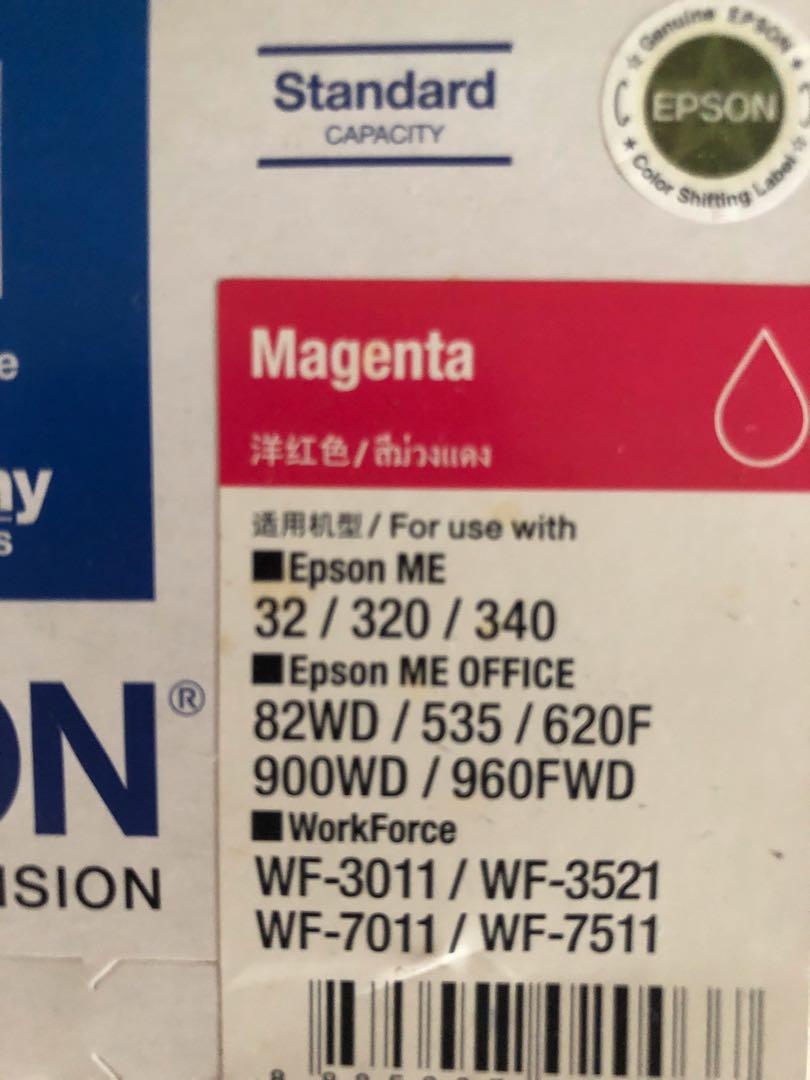 Standard
CAPACITY
Genuine EPSON
EPSON
Color Shifting Label
Magenta
洋红色/สีม่วงแดง
适用机型/For use with
■Epson ME
32/320/340
■Epson ME OFFICE
82WD/535/620F
900WD/960FWD
■WorkForce
WF-3011/WF-3521
WF-7011/WF-7511
ON®
ISION